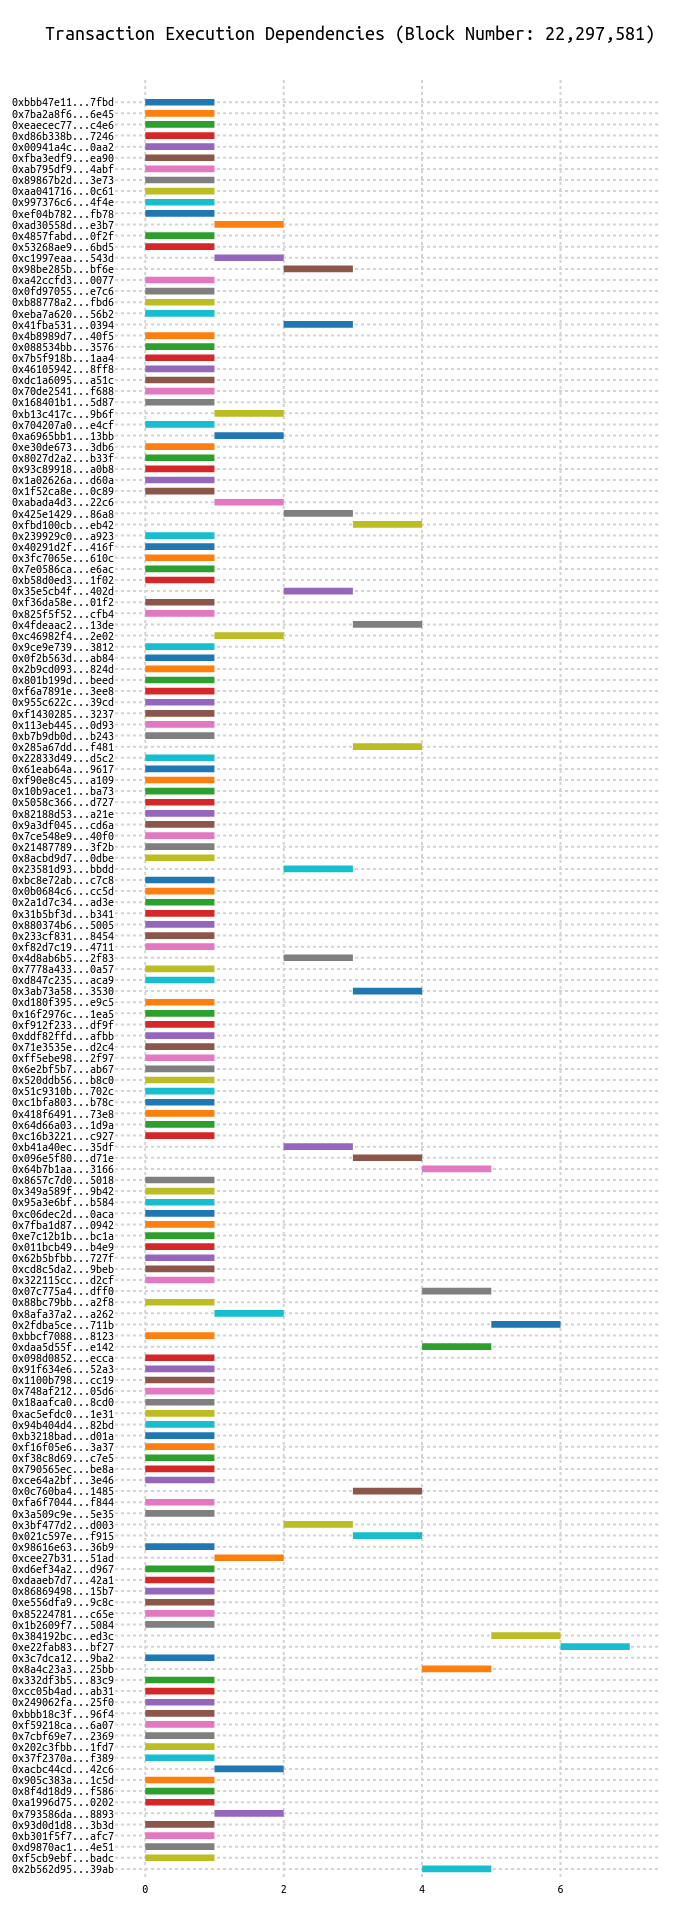 Transaction Execution Dependencies (Block Number: 22,297,581)
0xbbb47e11...7fbd
0x7ba2a8f6...6e45
0xeaecec77...c4e6
0xd86b338b...7246
0x00941a4c...0aa2
0xfba3edf9...ea90
0xab795df9...4abf
0x89867b2d...3e73
0xaa041716...0c61
0x997376c6...4f4e
0xef04b782...fb78
0xad30558d...e3b7
0x4857fabd...0f2f
0x53268ae9...6bd5
0xc1997eaa...543d
0x98be285b...bf6e
0xa42ccfd3...0077
0x0fd97055...e7c6
0xb88778a2...fbd6
0xeba7a620...56b2
0x41fba531...0394
0x4b8989d7...40f5
0x088534bb...3576
0x7b5f918b...1aa4
0x46105942...8ff8
0xdc1a6095...a51c
0x70de2541...f688
0x168401b1...5d87
0xb13c417c...9b6f
0x704207a0...e4cf
0xa6965bb1...13bb
0xe30de673...3db6
0x8027d2a2...b33f
0x93c89918...a0b8
0x1a02626a...d60a
0x1f52ca8e...0c89
0xabada4d3...22c6
0x425e1429...86a8
0xfbd100cb...eb42
0x239929c0...a923
0x40291d2f...416f
0x3fc7065e...610c
0x7e0586ca...e6ac
0xb58d0ed3...1f02
0x35e5cb4f...402d
0xf36da58e...01f2
0x825f5f52...cfb4
0x4fdeaac2...13de
0xc46982f4...2e02
0x9ce9e739...3812
0x0f2b563d...ab84
0x2b9cd093...824d
0x801b199d...beed
0xf6a7891e...3ee8
0x955c622c...39cd
0xf1430285...3237
0x113eb445...0d93
0xb7b9db0d...b243
0x285a67dd...f481
0x22833d49...d5c2
0x61eab64a...9617
0xf90e8c45...a109
0x10b9ace1...ba73
0x5058c366...d727
0x82188d53...a21e
0x9a3df045...cd6a
0x7ce548e9...40f0
0x21487789...3f2b
0x8acbd9d7...0dbe
0x23581d93...bbdd
0xbc8e72ab...c7c8
0x0b0684c6...cc5d
0x2a1d7c34...ad3e
0x31b5bf3d...b341
0x880374b6...5005
0x233cf831...8454
0xf82d7c19...4711
0x4d8ab6b5...2f83
0x7778a433...0a57
0xd847c235...aca9
0x3ab73a58...3530
0xd180f395...e9c5
0x16f2976c...1ea5
0xf912f233...df9f
0xddf82ffd...afbb
0x71e3535e...d2c4
0xff5ebe98...2f97
0x6e2bf5b7...ab67
0x520ddb56...b8c0
0x51c9310b...702c
0xc1bfa803...b78c
0x418f6491...73e8
0x64d66a03...1d9a
0xc16b3221...c927
0xb41a40ec...35df
0x096e5f80...d71e
0x64b7b1aa...3166
0x8657c7d0...5018
0x349a589f...9b42
0x95a3e6bf...b584
0xc06dec2d...0aca
0x7fba1d87...0942
0xe7c12b1b...bc1a
0x011bcb49...b4e9
0x62b5bfbb...727f
0xcd8c5da2...9beb
0x322115cc...d2cf
0x07c775a4...dff0
0x88bc79bb...a2f8
0x8afa37a2...a262
0x2fdba5ce...711b
0xbbcf7088...8123
0xdaa5d55f...e142
0x098d0852...ecca
0x91f634e6...52a3
0x1100b798...cc19
0x748af212...05d6
0x18aafca0...8cd0
0xac5efdc0...1e31
0x94b404d4...82bd
0xb3218bad...d01a
0xf16f05e6...3a37
0xf38c8d69...c7e5
0x790565ec...be8a
0xce64a2bf...3e46
0x0c760ba4...1485
0xfa6f7044...f844
0x3a509c9e...5e35
0x3bf477d2...d003
0x021c597e...f915
0x98616e63...36b9
0xcee27b31...51ad
0xd6ef34a2...d967
0xdaaeb7d7...42a1
0x86869498...15b7
0xe556dfa9...9c8c
0x85224781...c65e
0x1b2609f7...5084
0x384192bc...ed3c
0xe22fab83...bf27
0x3c7dca12...9ba2
0x8a4c23a3...25bb
0x332df3b5...83c9
0xcc05b4ad...ab31
0x249062fa...25f0
0xbbb18c3f...96f4
0xf59218ca...6a07
0x7cbf69e7...2369
0x202c3fbb...1fd7
0x37f2370a...f389
0xacbc44cd...42c6
0x905c383a...1c5d
0x8f4d18d9...f586
0xa1996d75...0202
0x793586da...8893
0x93d0d1d8...3b3d
0xb301f5f7...afc7
0xd9870ac1...4e51
0xf5cb9ebf...badc
0x2b562d95...39ab
0 2 4 6